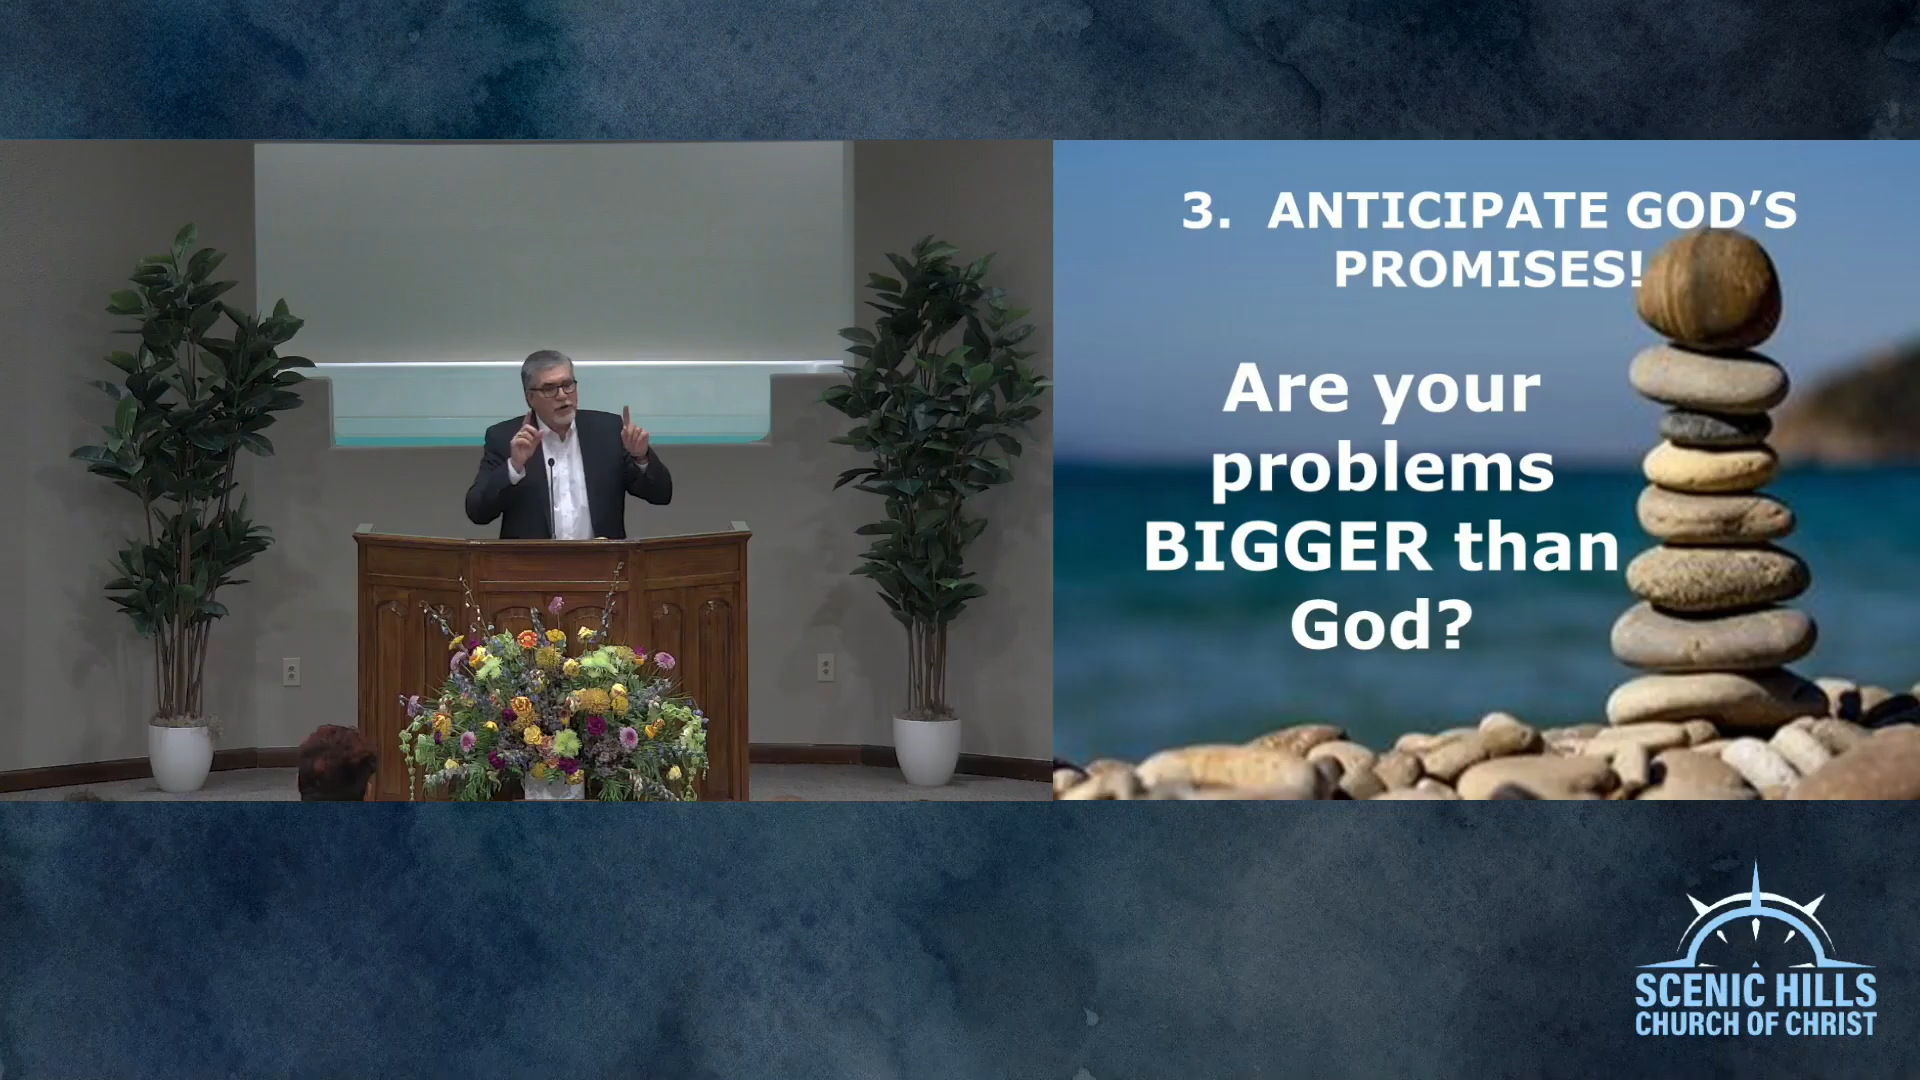 3. ANTICIPATE GOD’S
PROMISES!
Are your
problems
BIGGER than
God?
SCENIC HILLS
CHURCH OF CHRIST